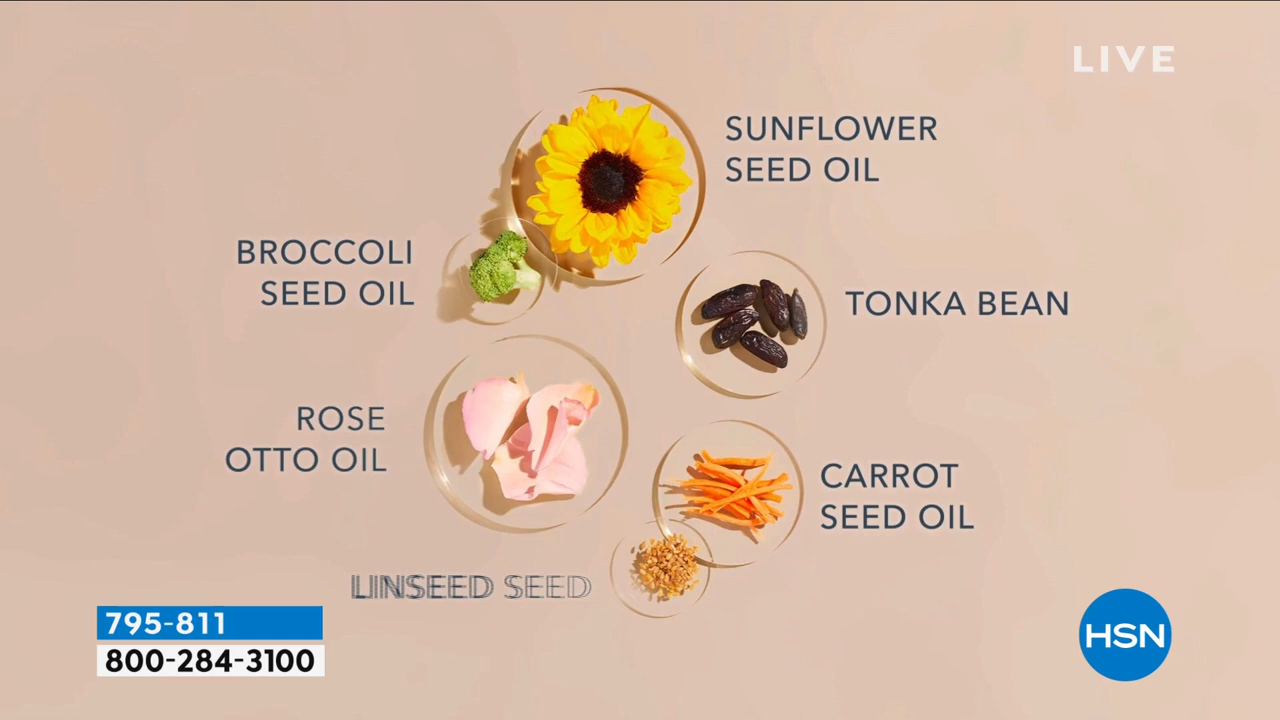 LIVE
SUNFLOWER
SEED OIL
BROCCOLI
SEED OIL
TONKA BEAN
ROSE
OTTO OIL
CARROT
SEED OIL
LINSEED SEED
795-811
800-284-3100
HSN